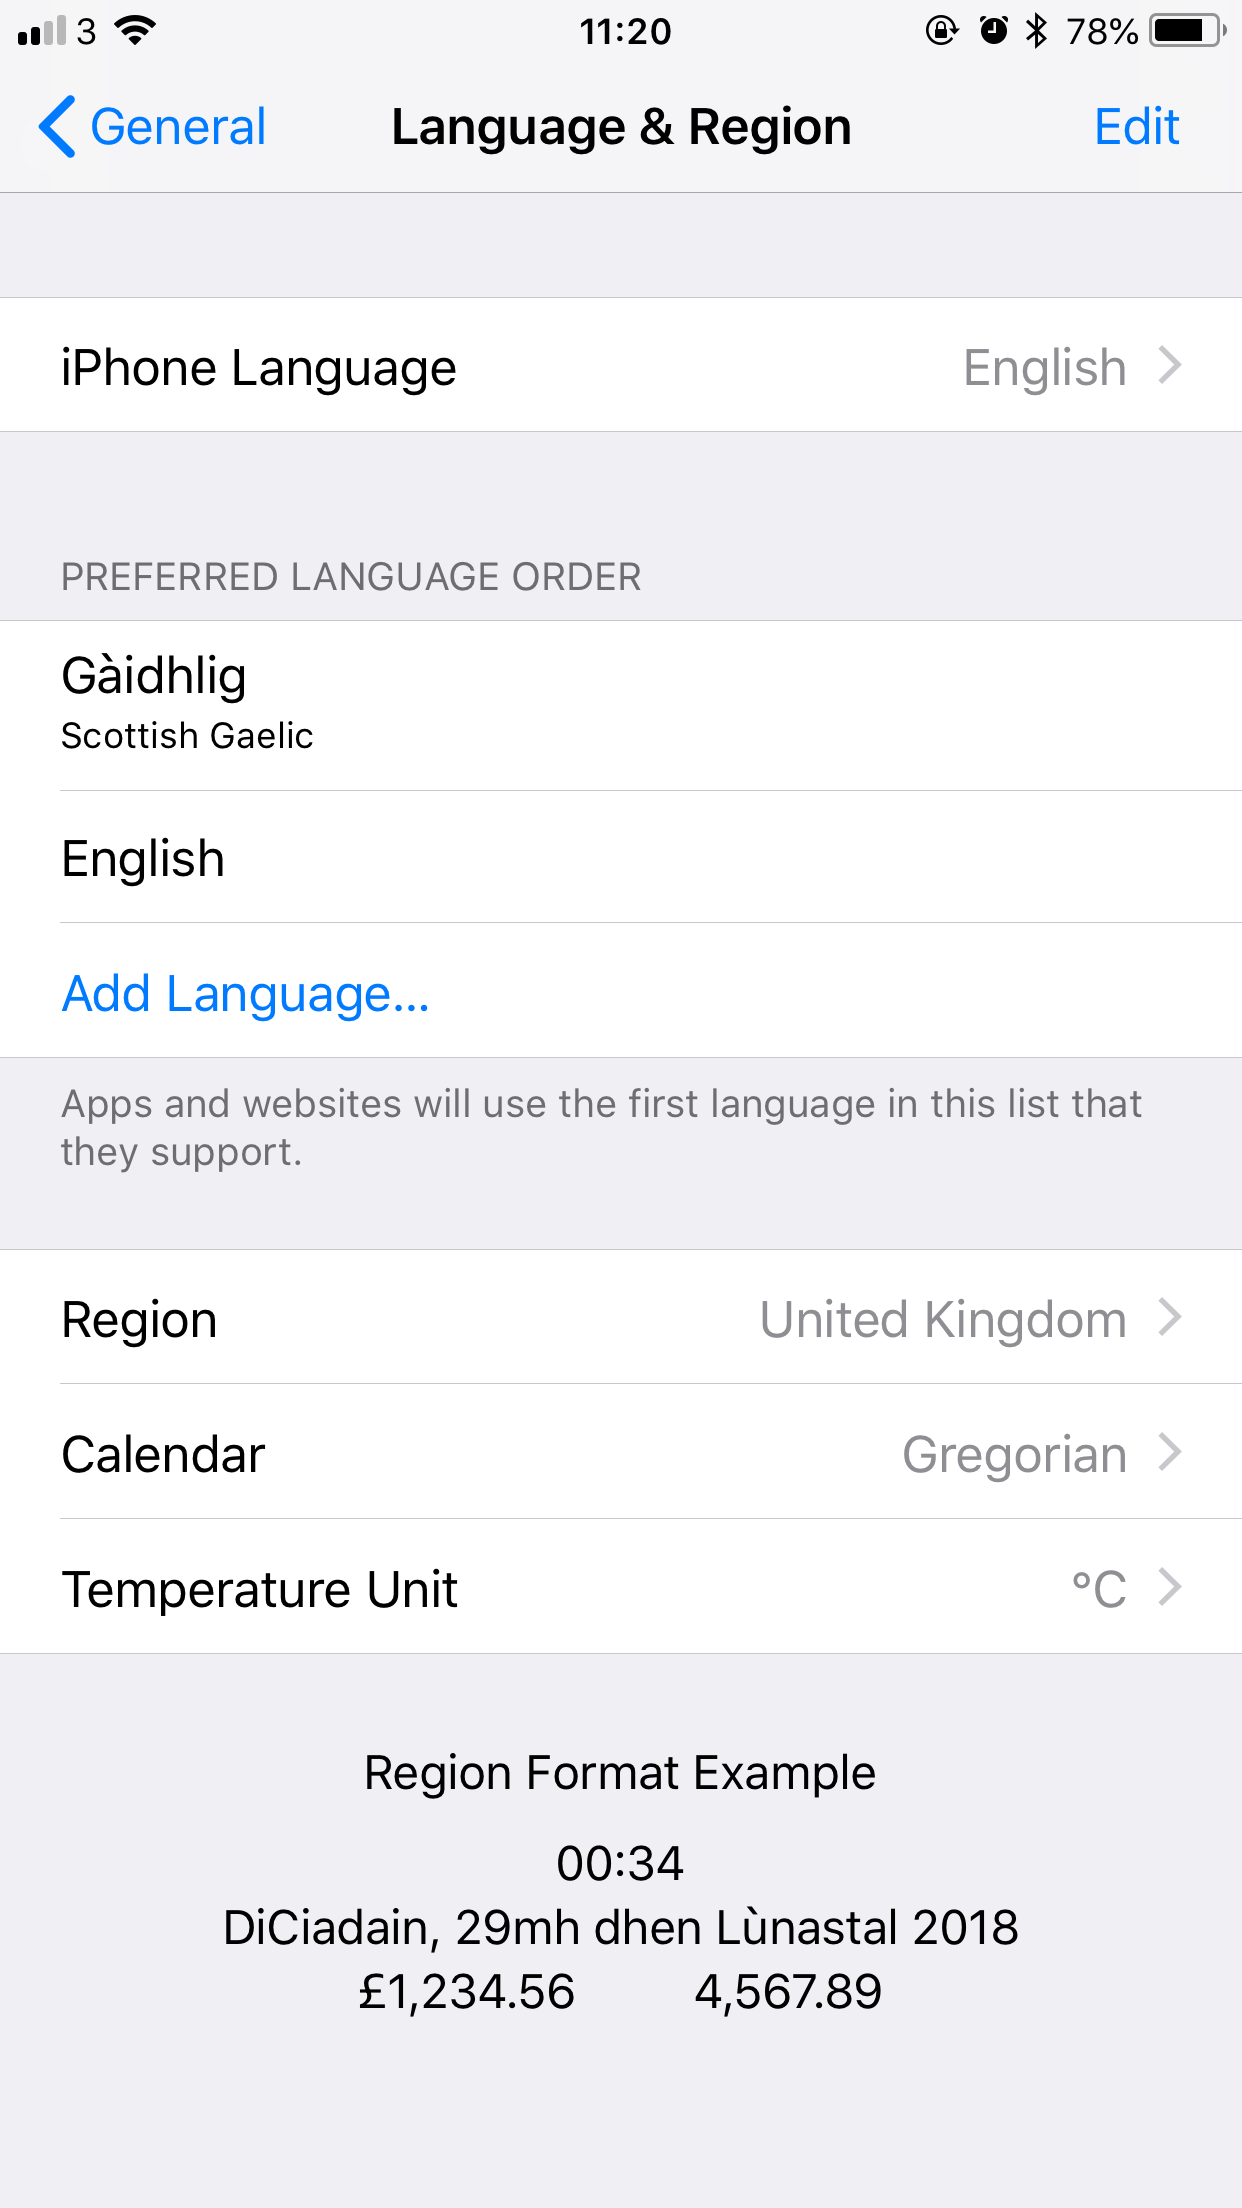 3 11:20 78%
General Language & Region Edit
iPhone Language English
PREFERRED LANGUAGE ORDER
Gàidhlig
Scottish Gaelic
English
Add Language...
Apps and websites will use the first language in this list that
they support.
Region United Kingdom
Calendar Gregorian
Temperature Unit °C
Region Format Example
00:34
DiCiadain, 29mh dhen Lùnastal 2018
£1,234.56 4,567.89